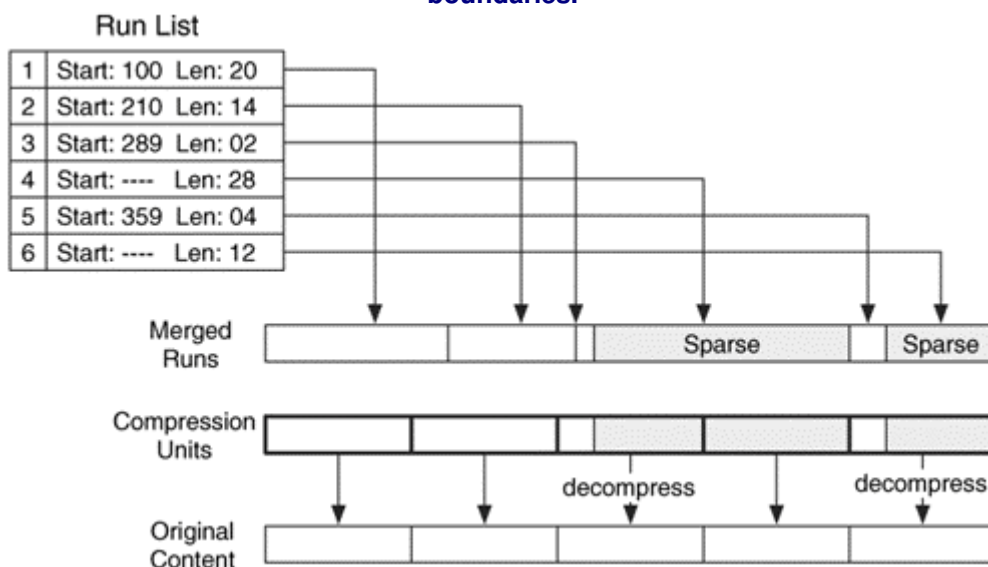 boundaries.
Run List
1 Start: 100 Len: 20
2 Start: 210 Len: 14
3 Start: 289 Len: 02
4 Start: ---- Len: 28
5 Start: 359 Len: 04
6 Start: ---- Len: 12
Merged
Runs
Sparse
Sparse
Compression
Units
decompress
decompress
Original
Content